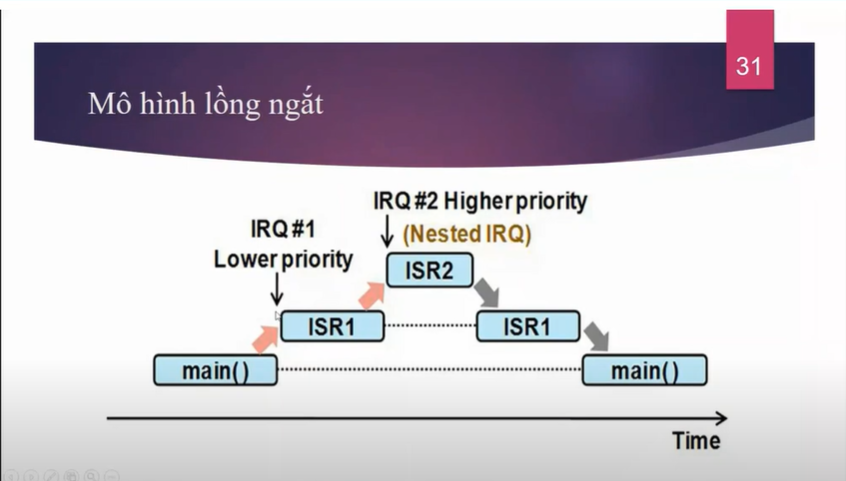 31
Mô hình lồng ngắt
IRQ #2 Higher priority
(Nested IRQ)
IRQ #1
Lower priority
ISR2
ISR1
ISR1
main()
main()
Time